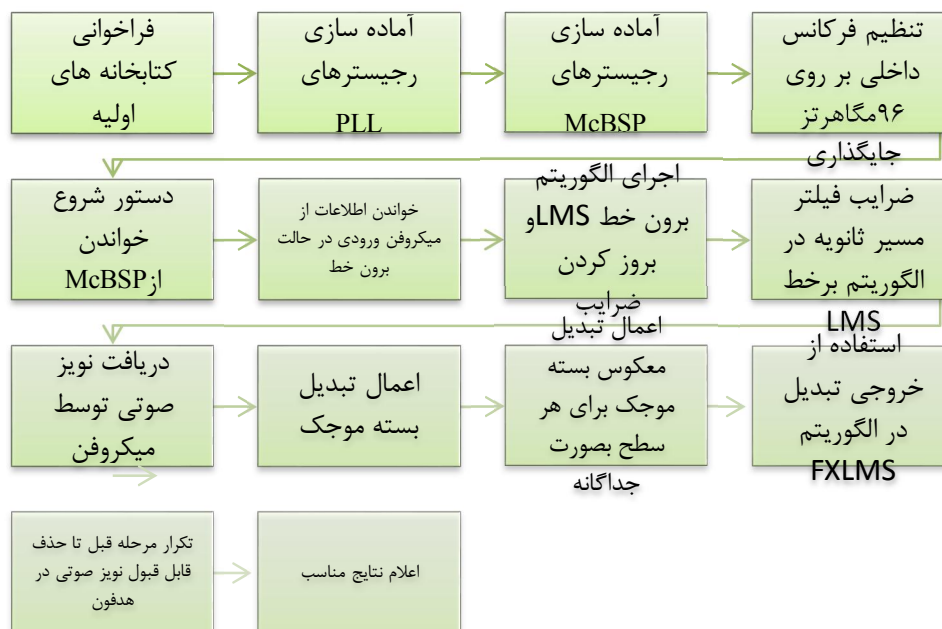 فراخوانی
کتابخانه های
اولیه
آماده سازی
رجیسترهای
PLL
آماده سازی
رجیسترهای
McBSP
تنظیم فرکانس
داخلی بر روی
۹۶مگاهرتز
دستور شروع
خواندن
ازMcBSP
خواندن اطلاعات از
میکروفن ورودی در حالت
برون خط
اجرای الگوریتم
برون خط LMSو
بروز کردن
ضرایب
جایگذاری
ضرایب فیلتر
مسیر ثانویه در
الگوریتم برخط
LMS
دریافت نویز
صوتی توسط
میکروفن
اعمال تبدیل
بسته موجک
اعمال تبدیل
معکوس بسته
موجک برای هر
سطح بصورت
جداگانه
استفاده از
خروجی تبدیل
در الگوریتم
FXLMS
تکرار مرحله قبل تا حذف
قابل قبول نویز صوتی در
هدفون
اعلام نتایج مناسب